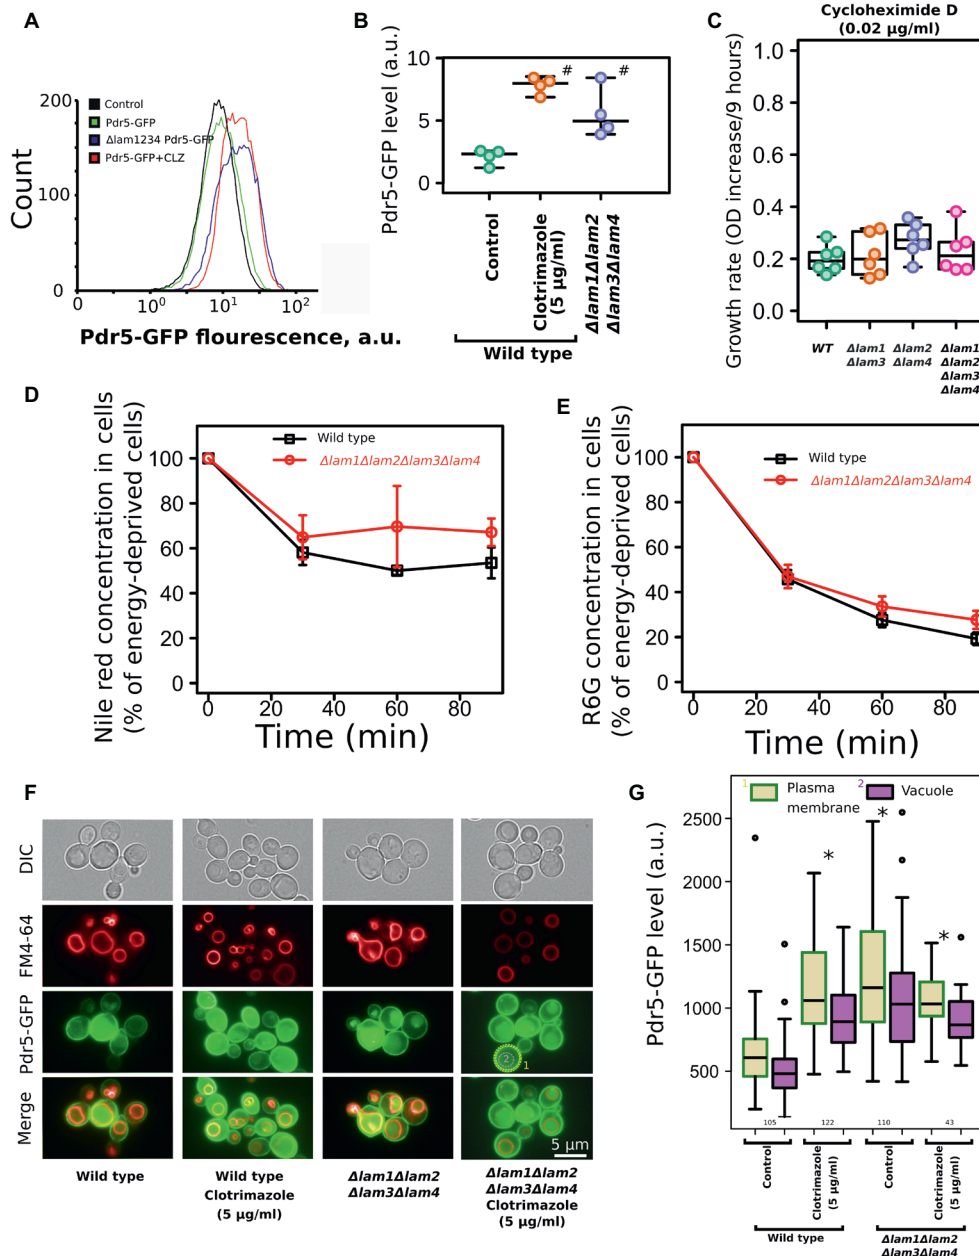 A
Count
200
100
0
10⁰
10¹
10²
Control
Pdr5-GFP
Δlam1234 Pdr5-GFP
Pdr5-GFP+CLZ
Pdr5-GFP flourescence, a.u.
B
Pdr5-GFP level (a.u.)
10
5
0
#
#
Control
Clotrimazole
(5 µg/ml)
Δlam1Δlam2
Δlam3Δlam4
Wild type
C
Cycloheximide D
(0.02 µg/ml)
Growth rate (OD increase/9 hours)
1.0
0.8
0.6
0.4
0.2
0.0
WT
Δlam1
Δlam3
Δlam2
Δlam4
Δlam1
Δlam2
Δlam3
Δlam4
D
Nile red concentration in cells
(% of energy-deprived cells)
100
80
60
40
20
0
Wild type
Δlam1Δlam2Δlam3Δlam4
0
20
40
60
80
Time (min)
E
R6G concentration in cells
(% of energy-deprived cells)
100
80
60
40
20
0
Wild type
Δlam1Δlam2Δlam3Δlam4
0
20
40
60
80
Time (min)
F
DIC
FM4-64
Pdr5-GFP
Merge
2
1
5 µm
Wild type
Wild type
Clotrimazole
(5 µg/ml)
Δlam1Δlam2
Δlam3Δlam4
Δlam1Δlam2
Δlam3Δlam4
Clotrimazole
(5 µg/ml)
G
Pdr5-GFP level (a.u.)
2500
2000
1500
1000
500
1
Plasma
membrane
2
Vacuole
*
*
*
105
122
110
43
Control
Clotrimazole
(5 µg/ml)
Control
Clotrimazole
(5 µg/ml)
Wild type
Δlam1Δlam2
Δlam3Δlam4